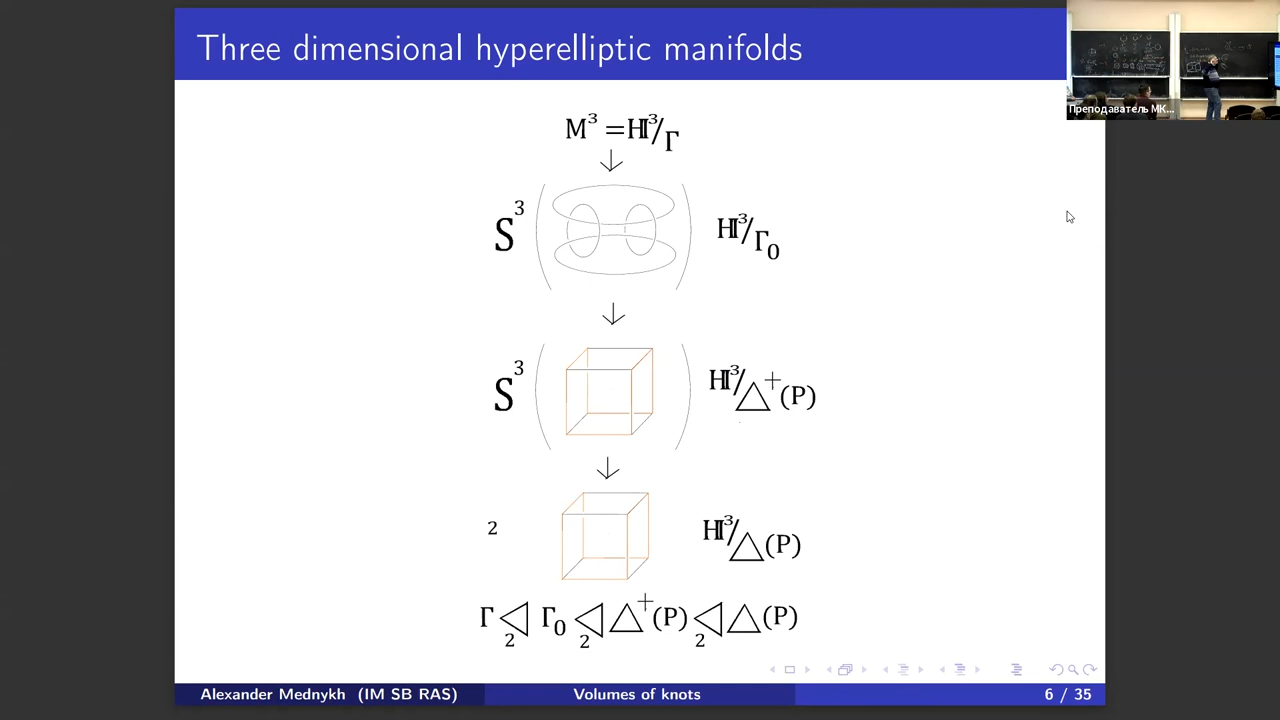 Three dimensional hyperelliptic manifolds
Преподаватель МК...
M³ = ℍ³/Γ
S³ ( ) ℍ³/Γ₀
S³ ( ) ℍ³/△⁺(P)
2 ℍ³/△(P)
Γ ◁₂ Γ₀ ◁₂ △⁺(P) ◁₂ △(P)
Alexander Mednykh (IM SB RAS) Volumes of knots 6 / 35